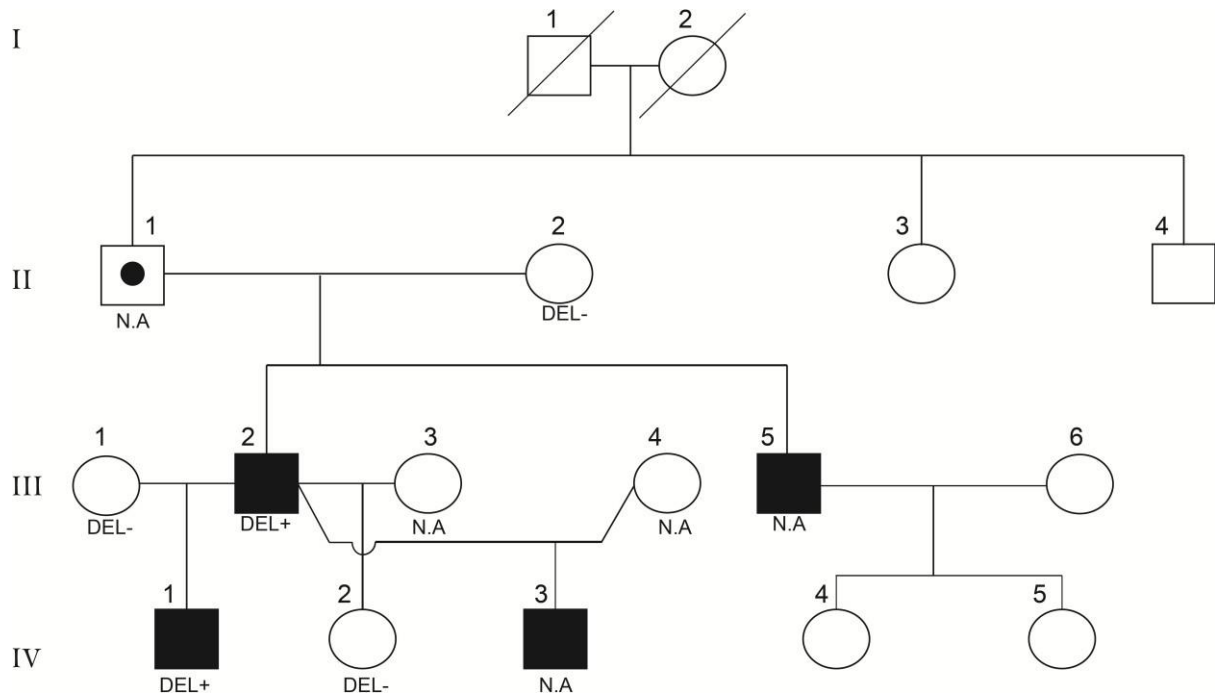 I
1 2
1 2 3 4
II
N.A DEL-
1 2 3 4 5 6
III
DEL- DEL+ N.A N.A N.A
1 2 3 4 5
IV
DEL+ DEL- N.A